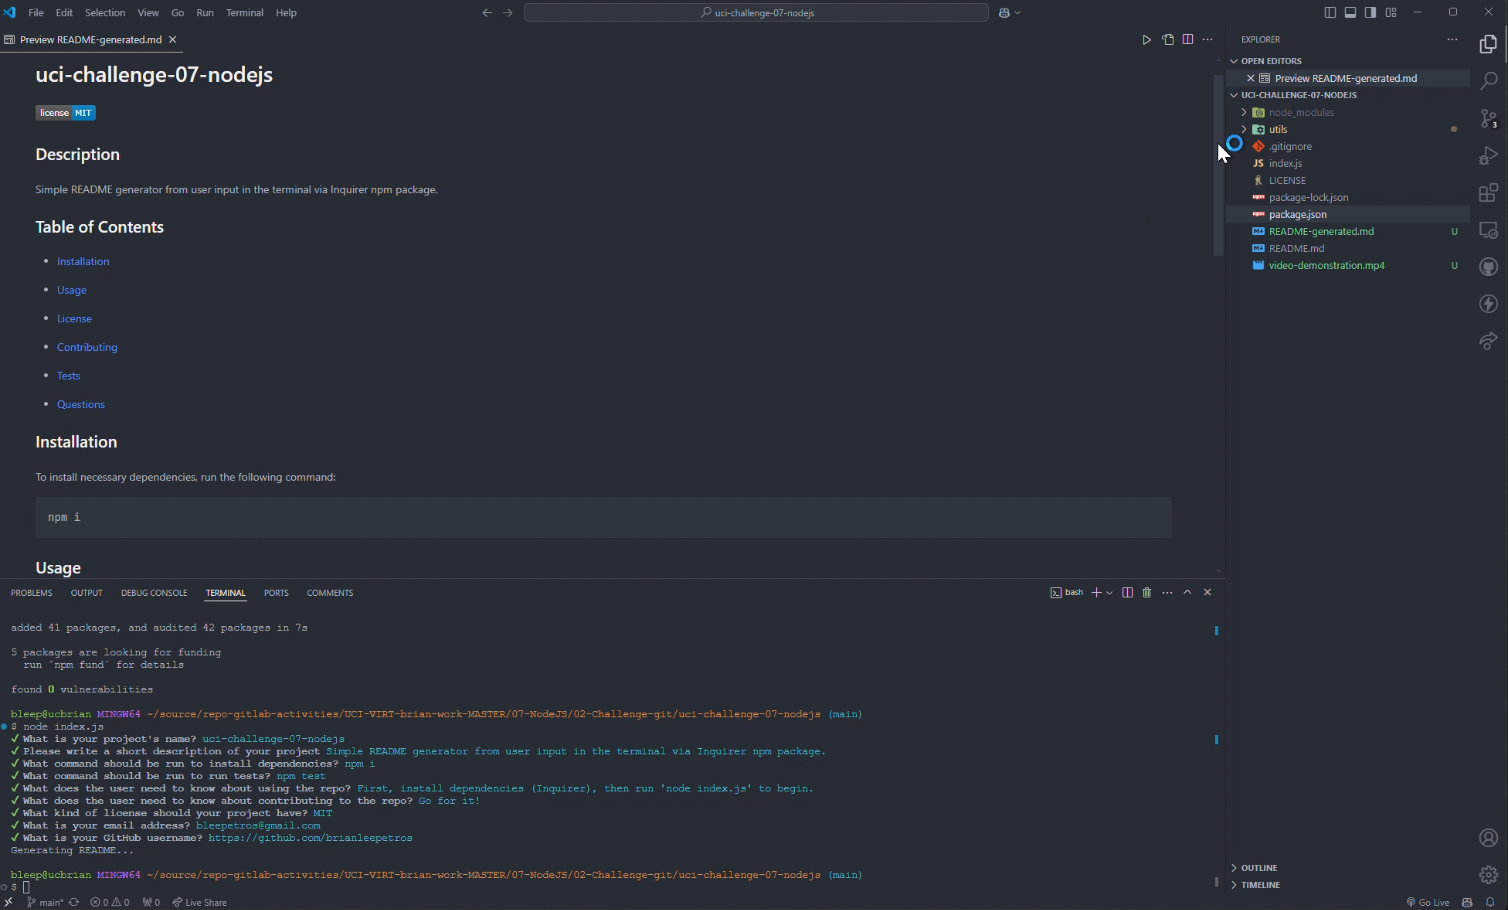 File Edit Selection View Go Run Terminal Help
uci-challenge-07-nodejs
Preview README-generated.md
uci-challenge-07-nodejs
license MIT
Description
Simple README generator from user input in the terminal via Inquirer npm package.
Table of Contents
• Installation
• Usage
• License
• Contributing
• Tests
• Questions
Installation
To install necessary dependencies, run the following command:
npm i
Usage
EXPLORER
OPEN EDITORS
Preview README-generated.md
UCI-CHALLENGE-07-NODEJS
node_modules
utils
.gitignore
JS index.js
LICENSE
package-lock.json
package.json
README-generated.md U
README.md
video-demonstration.mp4 U
3
OUTLINE
TIMELINE
PROBLEMS OUTPUT DEBUG CONSOLE TERMINAL PORTS COMMENTS
bash
added 41 packages, and audited 42 packages in 7s
5 packages are looking for funding
run `npm fund` for details
found 0 vulnerabilities
bleep@ucbrian MINGW64 ~/source/repo-gitlab-activities/UCI-VIRT-brian-work-MASTER/07-NodeJS/02-Challenge-git/uci-challenge-07-nodejs (main)
$ node index.js
✓ What is your project's name? uci-challenge-07-nodejs
✓ Please write a short description of your project Simple README generator from user input in the terminal via Inquirer npm package.
✓ What command should be run to install dependencies? npm i
✓ What command should be run to run tests? npm test
✓ What does the user need to know about using the repo? First, install dependencies (Inquirer), then run 'node index.js' to begin.
✓ What does the user need to know about contributing to the repo? Go for it!
✓ What kind of license should your project have? MIT
✓ What is your email address? bleepetros@gmail.com
✓ What is your GitHub username? https://github.com/brianleepetros
Generating README...
bleep@ucbrian MINGW64 ~/source/repo-gitlab-activities/UCI-VIRT-brian-work-MASTER/07-NodeJS/02-Challenge-git/uci-challenge-07-nodejs (main)
$
main* 0 0 0 Live Share
Go Live